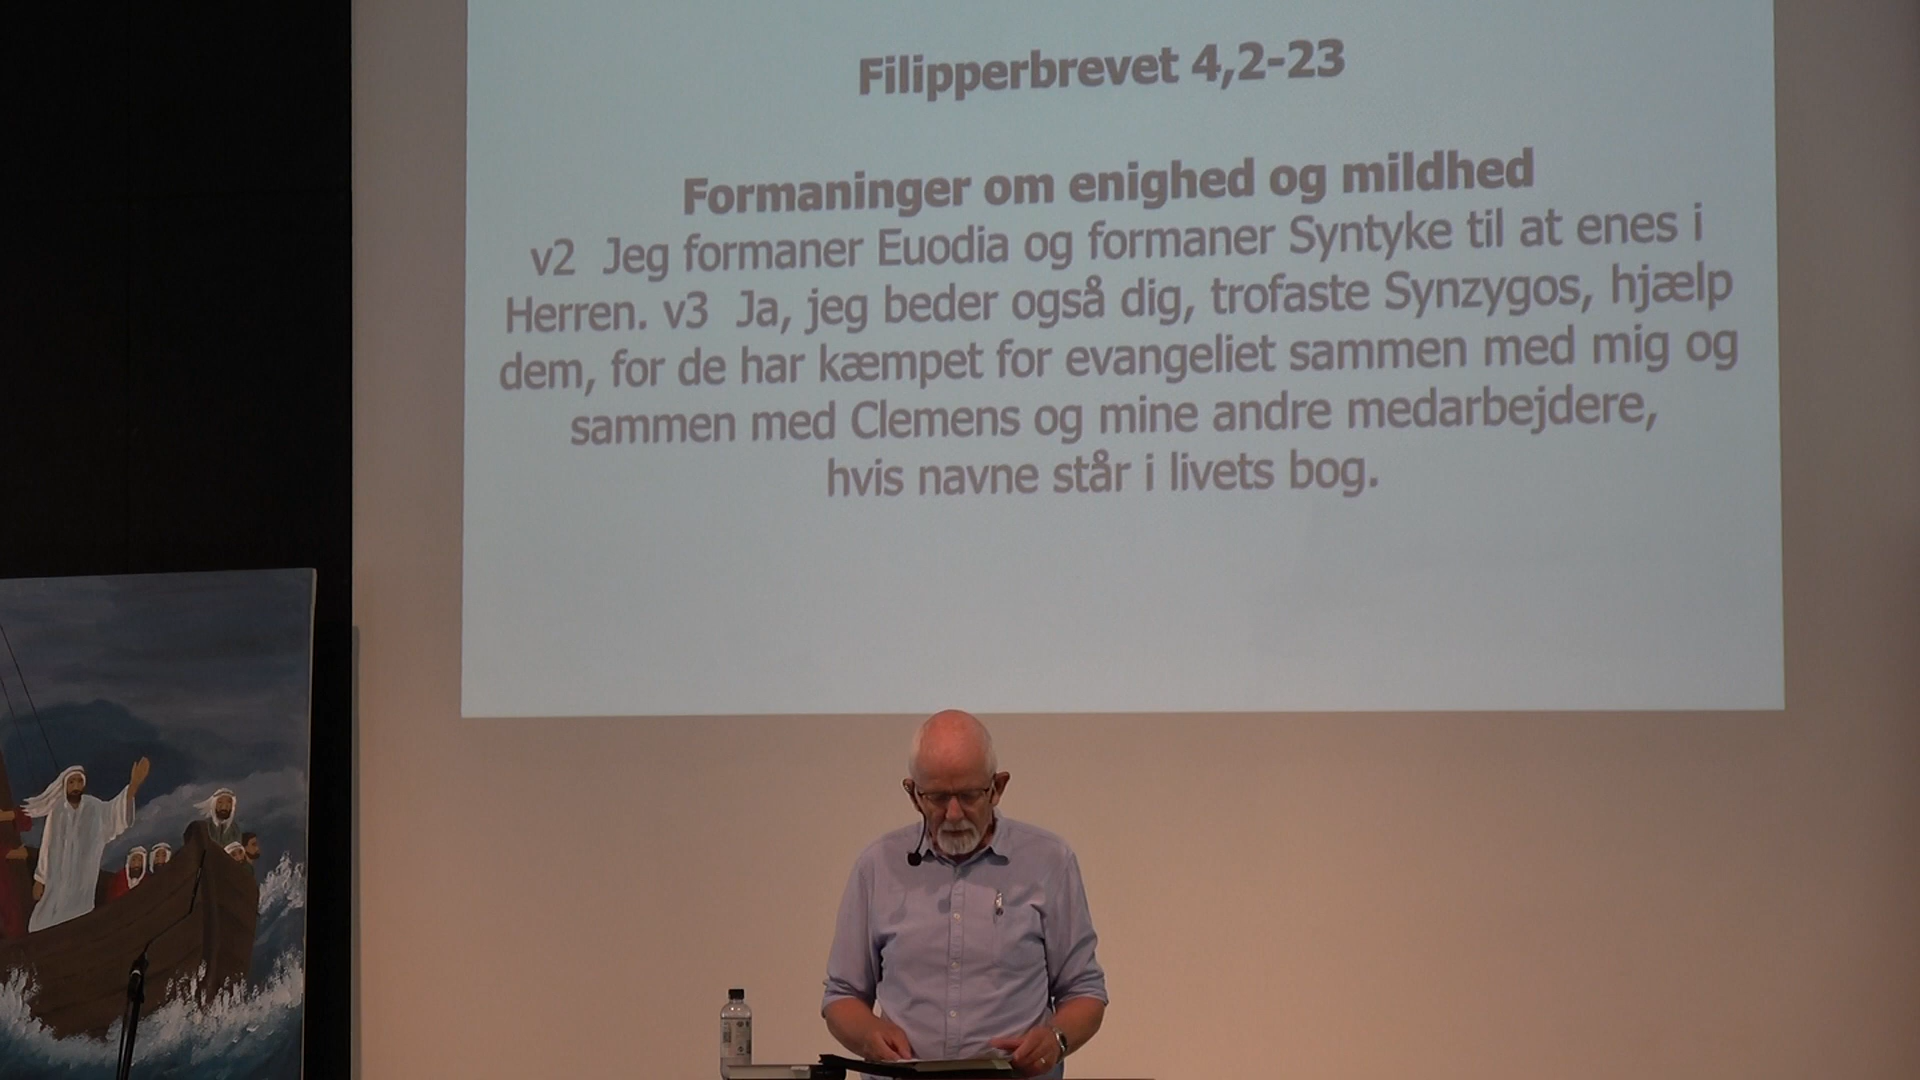 Filipperbrevet 4,2-23
Formaninger om enighed og mildhed
v2 Jeg formaner Euodia og formaner Syntyke til at enes i
Herren. v3 Ja, jeg beder også dig, trofaste Synzygos, hjælp
dem, for de har kæmpet for evangeliet sammen med mig og
sammen med Clemens og mine andre medarbejdere,
hvis navne står i livets bog.